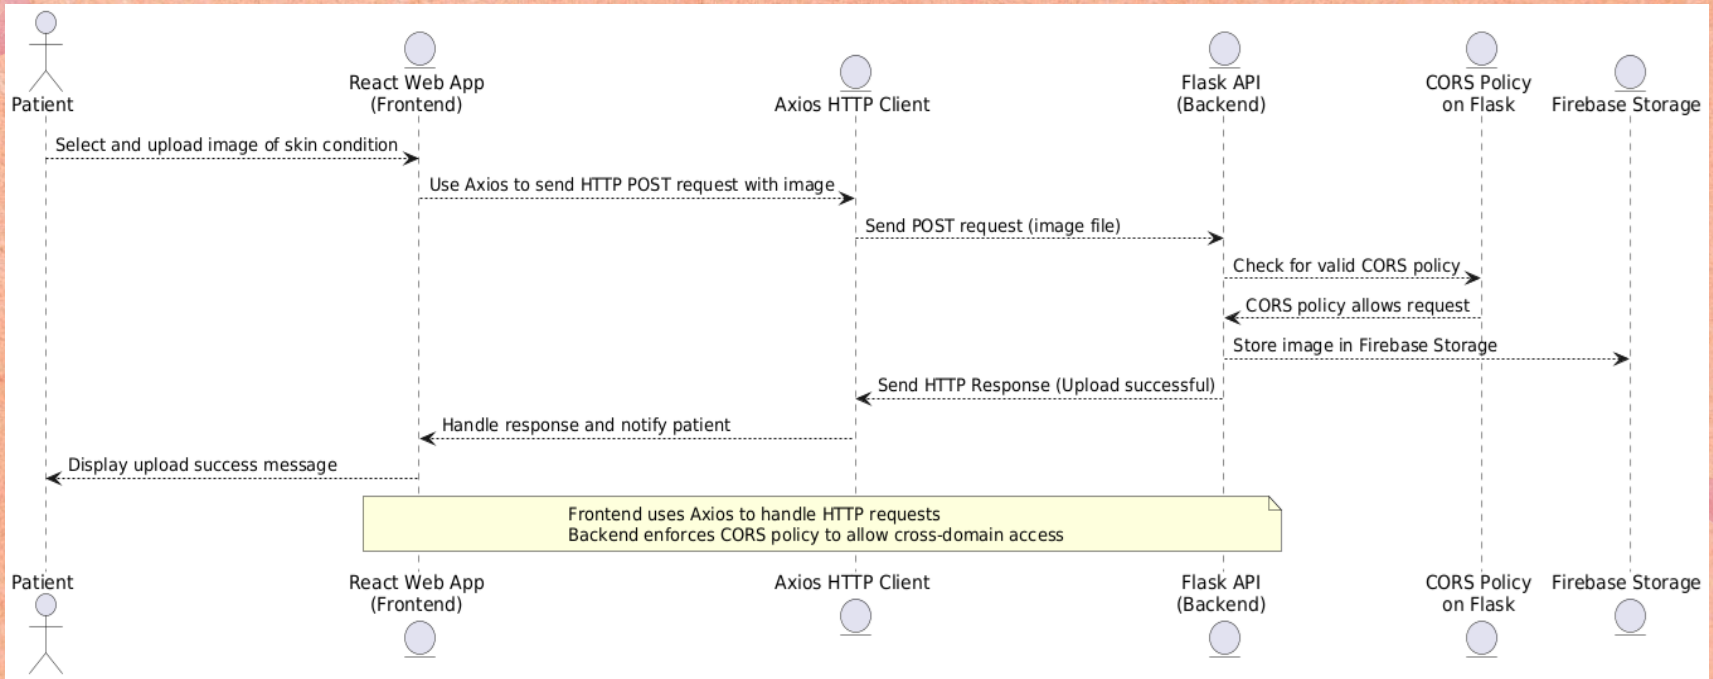 Patient
React Web App
(Frontend)
Axios HTTP Client
Flask API
(Backend)
CORS Policy
on Flask
Firebase Storage
Select and upload image of skin condition
Use Axios to send HTTP POST request with image
Send POST request (image file)
Check for valid CORS policy
CORS policy allows request
Store image in Firebase Storage
Send HTTP Response (Upload successful)
Handle response and notify patient
Display upload success message
Frontend uses Axios to handle HTTP requests
Backend enforces CORS policy to allow cross-domain access
Patient
React Web App
(Frontend)
Axios HTTP Client
Flask API
(Backend)
CORS Policy
on Flask
Firebase Storage